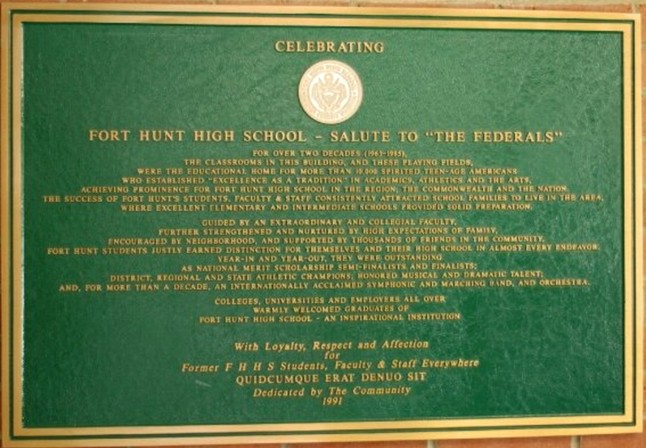 CELEBRATING
FORT HUNT HIGH SCHOOL - SALUTE TO "THE FEDERALS"
FOR OVER TWO DECADES (1963-1985),
THE CLASSROOMS IN THIS BUILDING, AND THESE PLAYING FIELDS,
WERE THE EDUCATIONAL HOME FOR MORE THAN SPIRITED TEEN-AGE AMERICANS
WHO ESTABLISHED "EXCELLENCE AS A TRADITION" IN ACADEMICS, ATHLETICS AND THE ARTS,
ACHIEVING PROMINENCE FOR FORT HUNT HIGH SCHOOL IN THE REGION, THE COMMONWEALTH AND THE NATION.
THE SUCCESS OF FORT HUNT'S STUDENTS, FACULTY & STAFF CONSISTENTLY ATTRACTED SCHOOL FAMILIES TO LIVE IN THE AREA,
WHERE EXCELLENT ELEMENTARY AND INTERMEDIATE SCHOOLS PROVIDED SOLID PREPARATION.
GUIDED BY AN EXTRAORDINARY AND COLLEGIAL FACULTY,
FURTHER STRENGTHENED AND NURTURED BY HIGH EXPECTATIONS OF FAMILY,
ENCOURAGED BY NEIGHBORHOOD, AND SUPPORTED BY THOUSANDS OF FRIENDS IN THE COMMUNITY,
FORT HUNT STUDENTS JUSTLY EARNED DISTINCTION FOR THEMSELVES AND THEIR HIGH SCHOOL IN ALMOST EVERY ENDEAVOR.
YEAR-IN AND YEAR-OUT, THEY WERE OUTSTANDING
AS NATIONAL MERIT SCHOLARSHIP SEMI-FINALISTS AND FINALISTS;
DISTRICT, REGIONAL AND STATE ATHLETIC CHAMPIONS; HONORED MUSICAL AND DRAMATIC TALENT;
AND, FOR MORE THAN A DECADE, AN INTERNATIONALLY ACCLAIMED SYMPHONIC AND MARCHING BAND, AND ORCHESTRA.
COLLEGES, UNIVERSITIES AND EMPLOYERS ALL OVER
WARMLY WELCOMED GRADUATES OF
FORT HUNT HIGH SCHOOL - AN INSPIRATIONAL INSTITUTION
With Loyalty, Respect and Affection
for
Former F H H S Students, Faculty & Staff Everywhere
QUIDCUMQUE ERAT DENUO SIT
Dedicated by The Community
1991